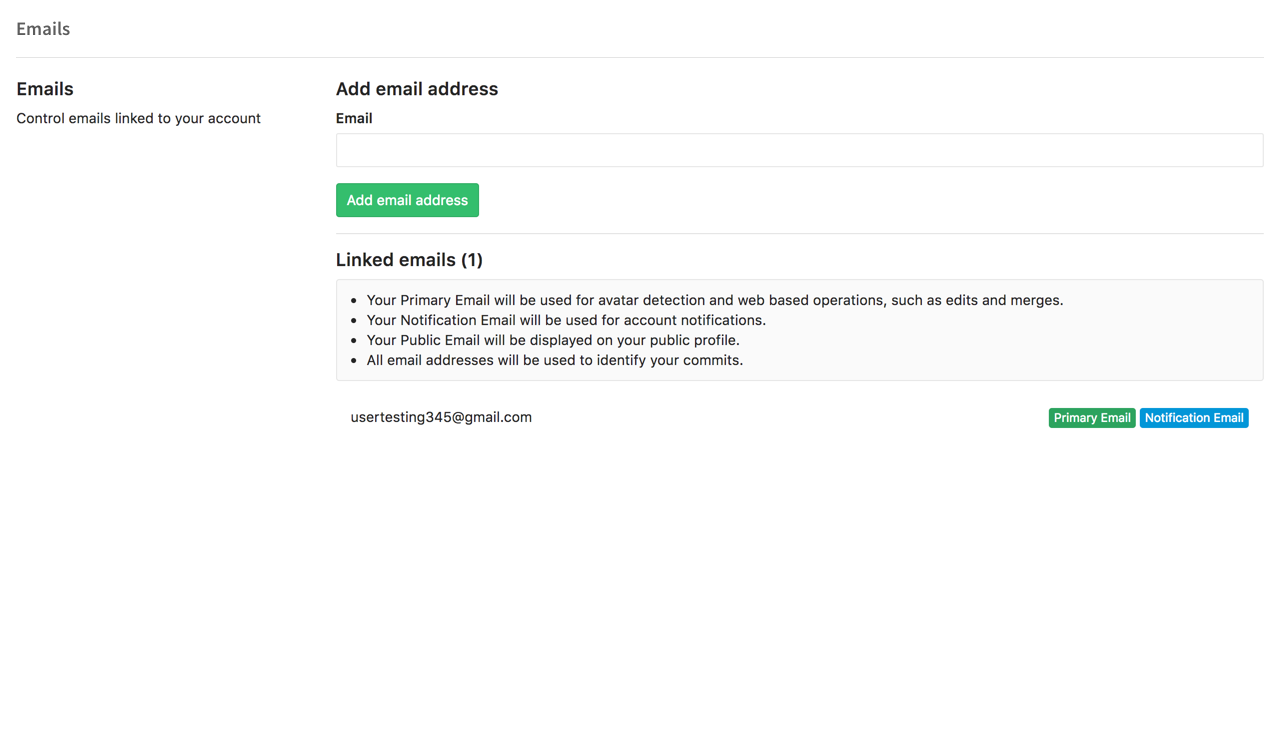 Emails
Emails
Control emails linked to your account
Add email address
Email
Add email address
Linked emails (1)
Your Primary Email will be used for avatar detection and web based operations, such as edits and merges.
Your Notification Email will be used for account notifications.
Your Public Email will be displayed on your public profile.
All email addresses will be used to identify your commits.
usertesting345@gmail.com Primary Email Notification Email